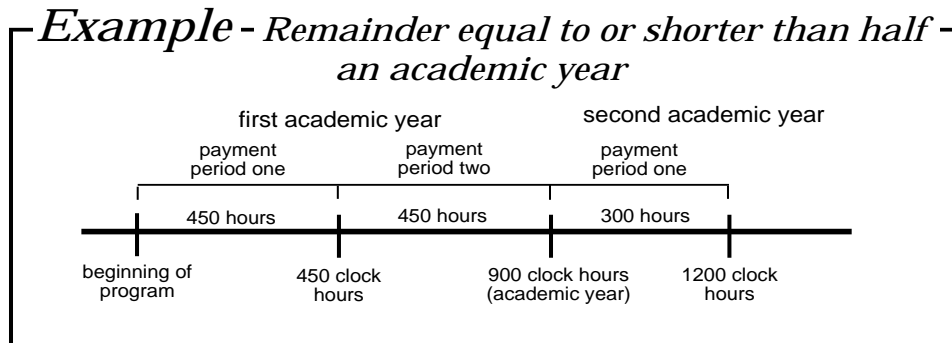 Example - Remainder equal to or shorter than half
an academic year
first academic year
second academic year
payment
period one
payment
period two
payment
period one
450 hours
450 hours
300 hours
beginning of
program
450 clock
hours
900 clock hours
(academic year)
1200 clock
hours